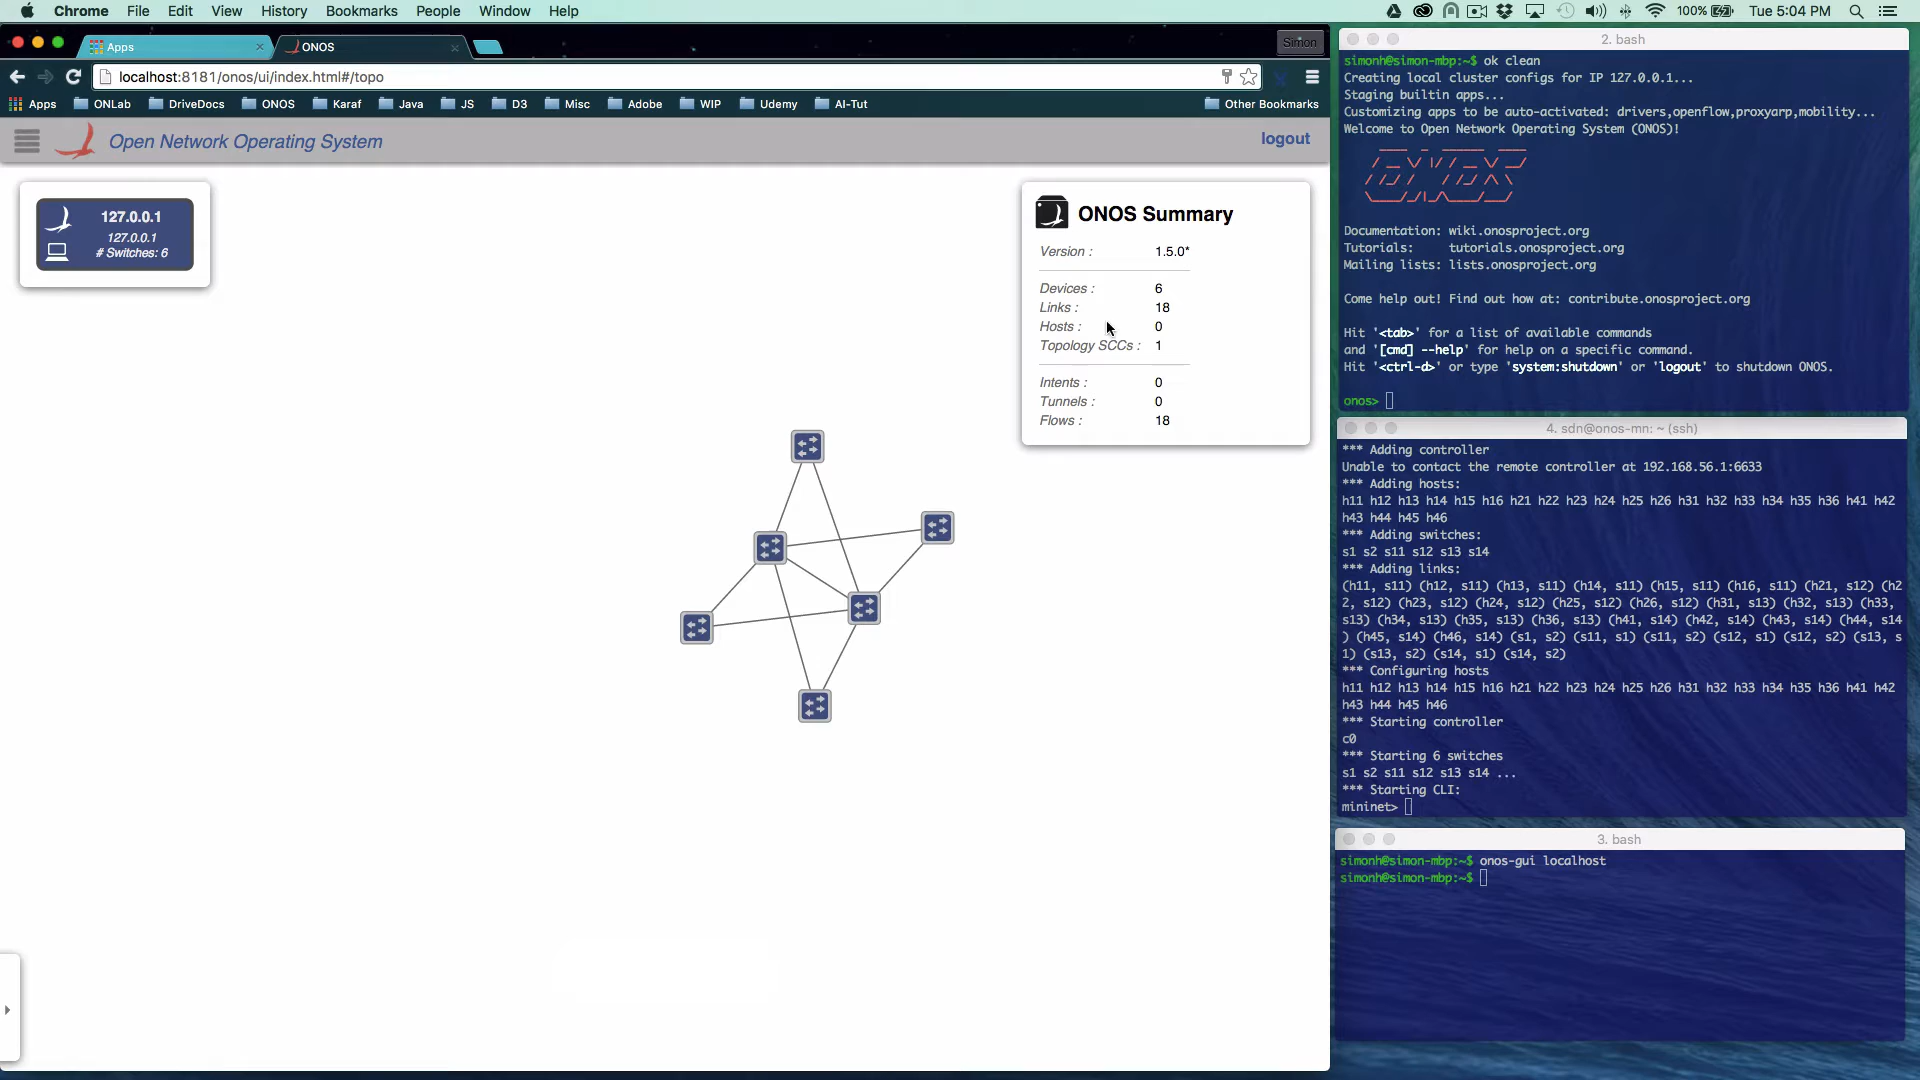 Chrome File Edit View History Bookmarks People Window Help
100% Tue 5:04 PM
Apps
ONOS
Simon
localhost:8181/onos/ui/index.html#/topo
Apps ONLab DriveDocs ONOS Karaf Java JS D3 Misc Adobe WIP Udemy AI-Tut Other Bookmarks
Open Network Operating System
logout
127.0.0.1
127.0.0.1
# Switches: 6
ONOS Summary
Version : 1.5.0*
Devices : 6
Links : 18
Hosts : 0
Topology SCCs : 1
Intents : 0
Tunnels : 0
Flows : 18
2. bash
simonh@simon-mbp:~$ ok clean
Creating local cluster configs for IP 127.0.0.1...
Staging builtin apps...
Customizing apps to be auto-activated: drivers,openflow,proxyarp,mobility...
Welcome to Open Network Operating System (ONOS)!
Documentation: wiki.onosproject.org
Tutorials: tutorials.onosproject.org
Mailing lists: lists.onosproject.org
Come help out! Find out how at: contribute.onosproject.org
Hit '<tab>' for a list of available commands
and '[cmd] --help' for help on a specific command.
Hit '<ctrl-d>' or type 'system:shutdown' or 'logout' to shutdown ONOS.
onos>
4. sdn@onos-mn: ~ (ssh)
*** Adding controller
Unable to contact the remote controller at 192.168.56.1:6633
*** Adding hosts:
h11 h12 h13 h14 h15 h16 h21 h22 h23 h24 h25 h26 h31 h32 h33 h34 h35 h36 h41 h42
h43 h44 h45 h46
*** Adding switches:
s1 s2 s11 s12 s13 s14
*** Adding links:
(h11, s11) (h12, s11) (h13, s11) (h14, s11) (h15, s11) (h16, s11) (h21, s12) (h2
2, s12) (h23, s12) (h24, s12) (h25, s12) (h26, s12) (h31, s13) (h32, s13) (h33,
s13) (h34, s13) (h35, s13) (h36, s13) (h41, s14) (h42, s14) (h43, s14) (h44, s14
) (h45, s14) (h46, s14) (s1, s2) (s11, s1) (s11, s2) (s12, s1) (s12, s2) (s13, s
1) (s13, s2) (s14, s1) (s14, s2)
*** Configuring hosts
h11 h12 h13 h14 h15 h16 h21 h22 h23 h24 h25 h26 h31 h32 h33 h34 h35 h36 h41 h42
h43 h44 h45 h46
*** Starting controller
c0
*** Starting 6 switches
s1 s2 s11 s12 s13 s14 ...
*** Starting CLI:
mininet>
3. bash
simonh@simon-mbp:~$ onos-gui localhost
simonh@simon-mbp:~$